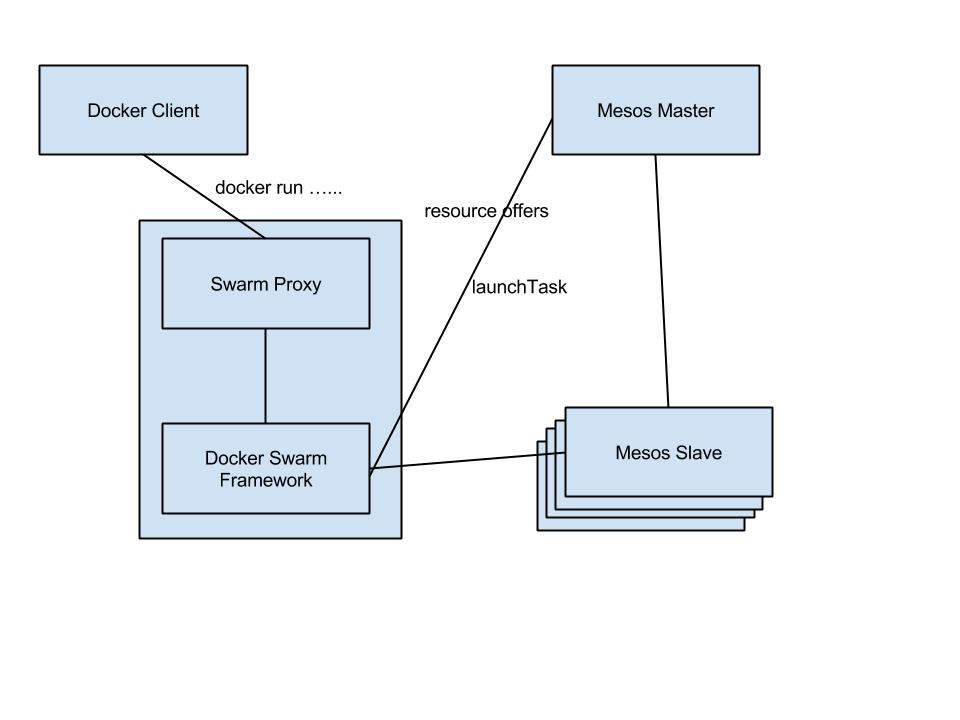 Docker Client
Mesos Master
docker run …...
resource offers
Swarm Proxy
launchTask
Docker Swarm
Framework
Mesos Slave